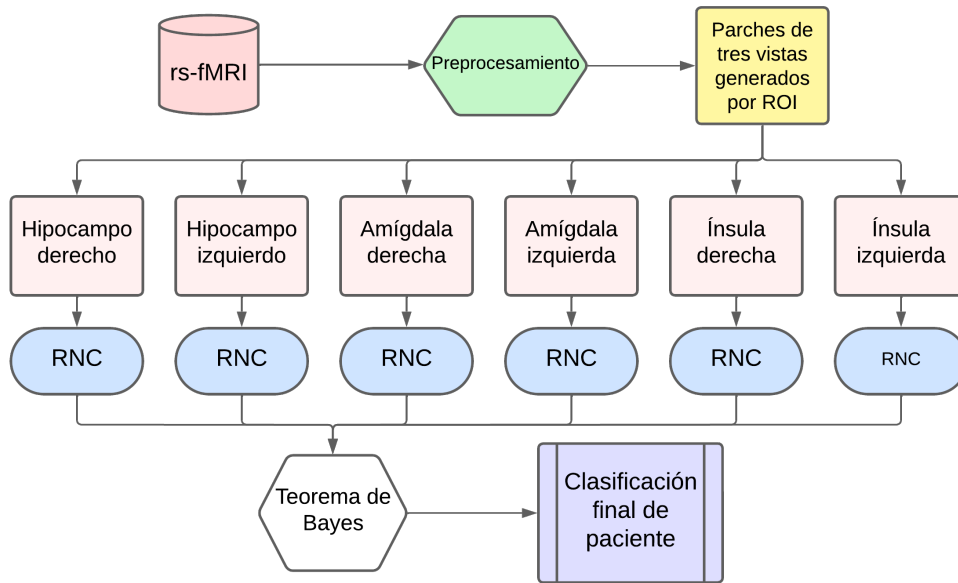 rs-fMRI
Preprocesamiento
Parches de
tres vistas
generados
por ROI
Hipocampo
derecho
Hipocampo
izquierdo
Amígdala
derecha
Amígdala
izquierda
Ínsula
derecha
Ínsula
izquierda
RNC
RNC
RNC
RNC
RNC
RNC
Teorema de
Bayes
Clasificación
final de
paciente